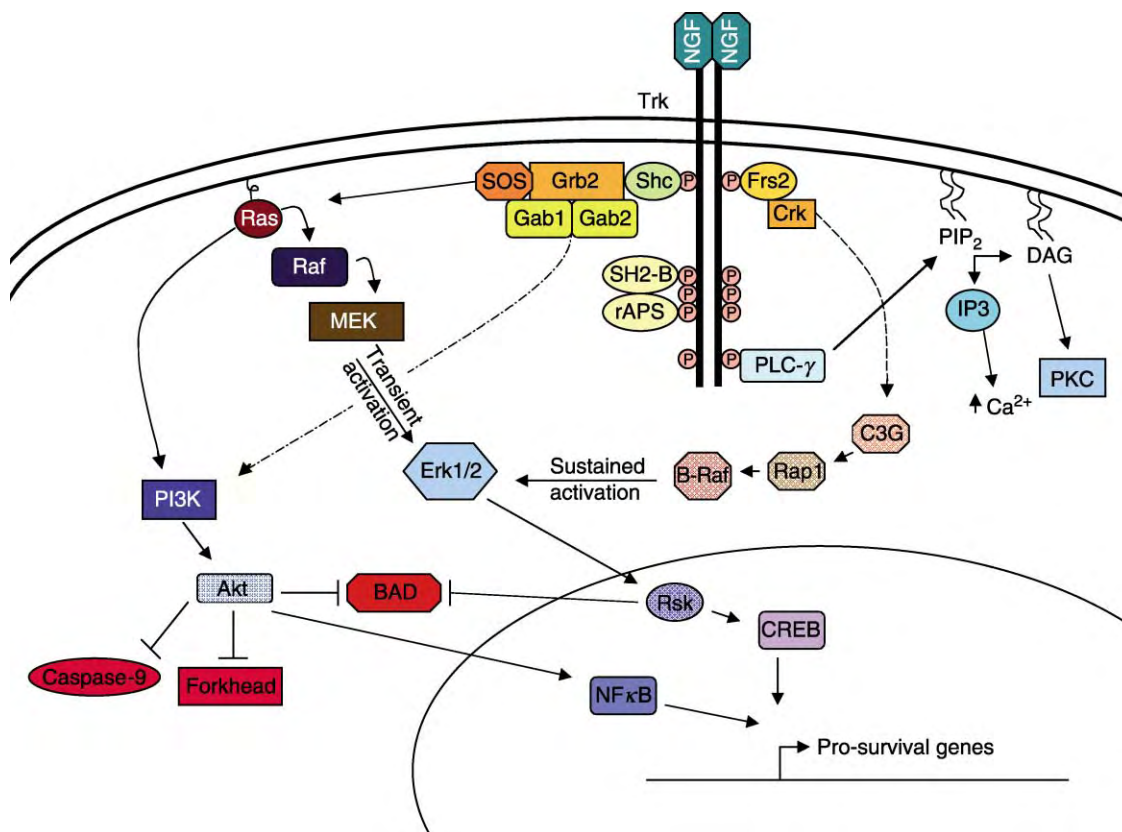 NGF
NGF
Trk
SOS
Grb2
Shc
P
P
Frs2
Gab1
Gab2
Crk
Ras
Raf
MEK
PIP2
DAG
SH2-B
P
P
P
P
rAPS
P
P
IP3
P
P
PLC-γ
PKC
Ca2+
Transient
activation
C3G
Erk1/2
Sustained
activation
B-Raf
Rap1
PI3K
Akt
BAD
Rsk
CREB
Caspase-9
Forkhead
NFκB
Pro-survival genes